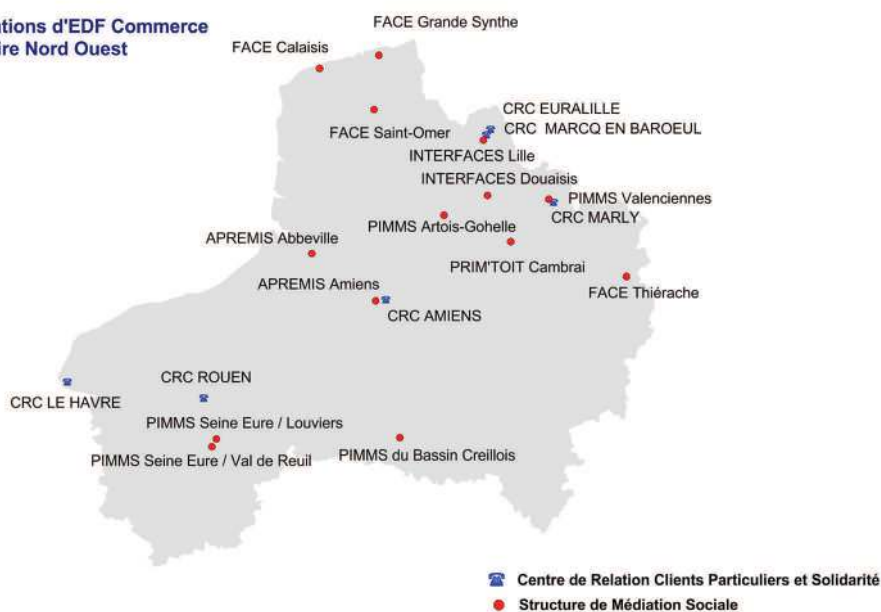 d'EDF Commerce
Nord Ouest
FACE Grande Synthe
FACE Calaisis
CRC EURALILLE
CRC MARCQ EN BAROEUL
FACE Saint-Omer
INTERFACES Lille
INTERFACES Douaisis
PIMMS Valenciennes
CRC MARLY
PIMMS Artois-Gohelle
APREMIS Abbeville
PRIM'TOIT Cambrai
APREMIS Amiens
FACE Thiérache
CRC AMIENS
CRC ROUEN
CRC LE HAVRE
PIMMS Seine Eure / Louviers
PIMMS Seine Eure / Val de Reuil
PIMMS du Bassin Creillois
Centre de Relation Clients Particuliers et Solidarité
Structure de Médiation Sociale